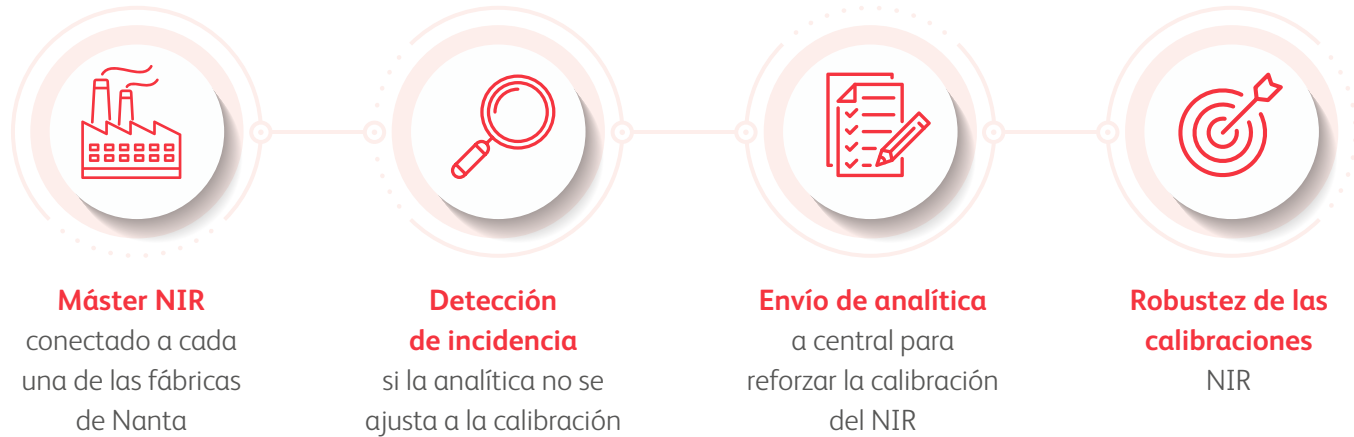 Máster NIR
conectado a cada
una de las fábricas
de Nanta
Detección
de incidencia
si la analítica no se
ajusta a la calibración
Envío de analítica
a central para
reforzar la calibración
del NIR
Robustez de las
calibraciones
NIR